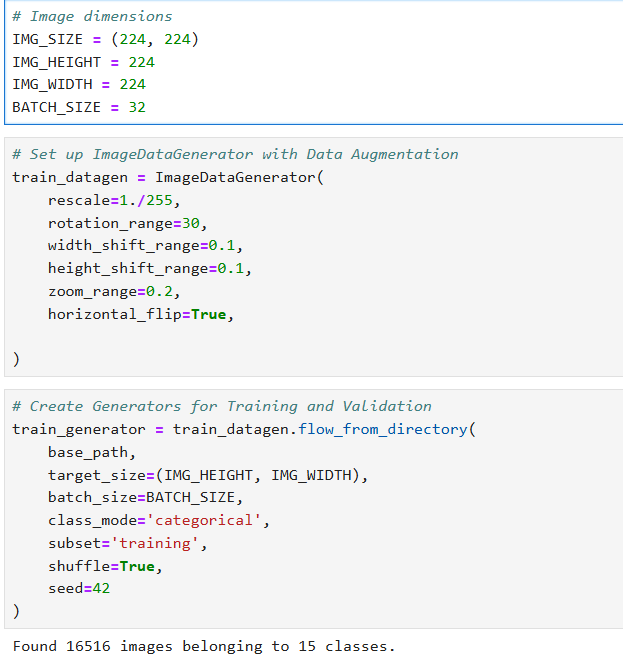 # Image dimensions
IMG_SIZE = (224, 224)
IMG_HEIGHT = 224
IMG_WIDTH = 224
BATCH_SIZE = 32
# Set up ImageDataGenerator with Data Augmentation
train_datagen = ImageDataGenerator(
    rescale=1./255,
    rotation_range=30,
    width_shift_range=0.1,
    height_shift_range=0.1,
    zoom_range=0.2,
    horizontal_flip=True,
)
# Create Generators for Training and Validation
train_generator = train_datagen.flow_from_directory(
    base_path,
    target_size=(IMG_HEIGHT, IMG_WIDTH),
    batch_size=BATCH_SIZE,
    class_mode='categorical',
    subset='training',
    shuffle=True,
    seed=42
)
Found 16516 images belonging to 15 classes.